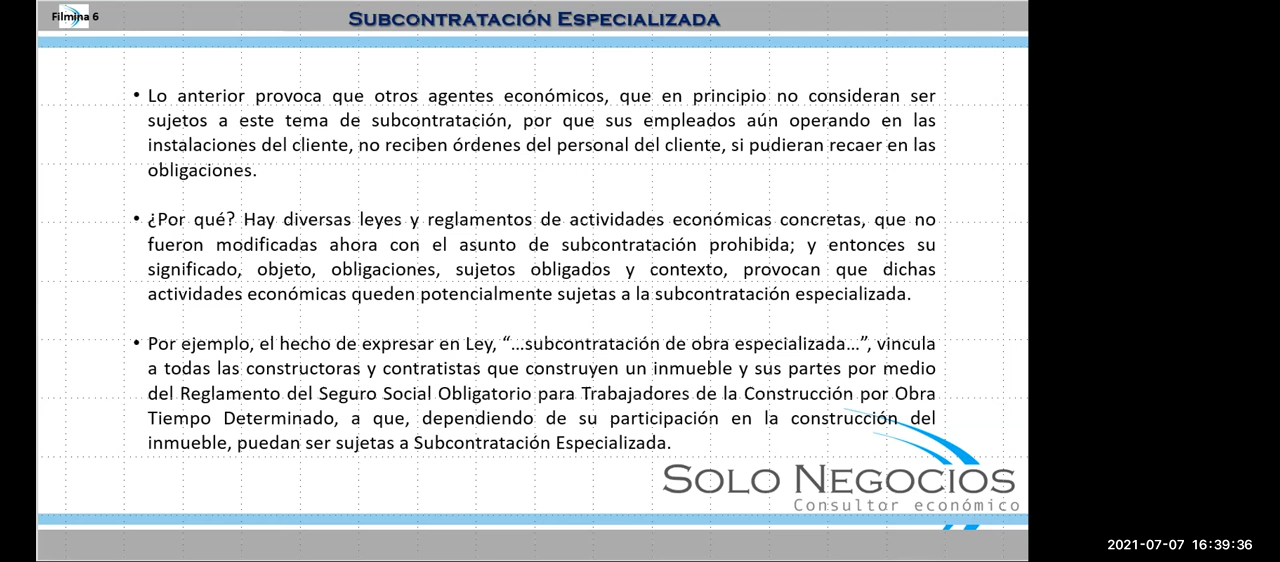 Filmina 6
SUBCONTRATACIÓN ESPECIALIZADA
• Lo anterior provoca que otros agentes económicos, que en principio no consideran ser
sujetos a este tema de subcontratación, por que sus empleados aún operando en las
instalaciones del cliente, no reciben órdenes del personal del cliente, si pudieran recaer en las
obligaciones.
• ¿Por qué? Hay diversas leyes y reglamentos de actividades económicas concretas, que no
fueron modificadas ahora con el asunto de subcontratación prohibida; y entonces su
significado, objeto, obligaciones, sujetos obligados y contexto, provocan que dichas
actividades económicas queden potencialmente sujetas a la subcontratación especializada.
• Por ejemplo, el hecho de expresar en Ley, “...subcontratación de obra especializada...”, vincula
a todas las constructoras y contratistas que construyen un inmueble y sus partes por medio
del Reglamento del Seguro Social Obligatorio para Trabajadores de la Construcción por Obra
Tiempo Determinado, a que, dependiendo de su participación en la construcción del
inmueble, puedan ser sujetas a Subcontratación Especializada.
SOLO NEGOCIOS
Consultor económico
2021-07-07 16:39:36